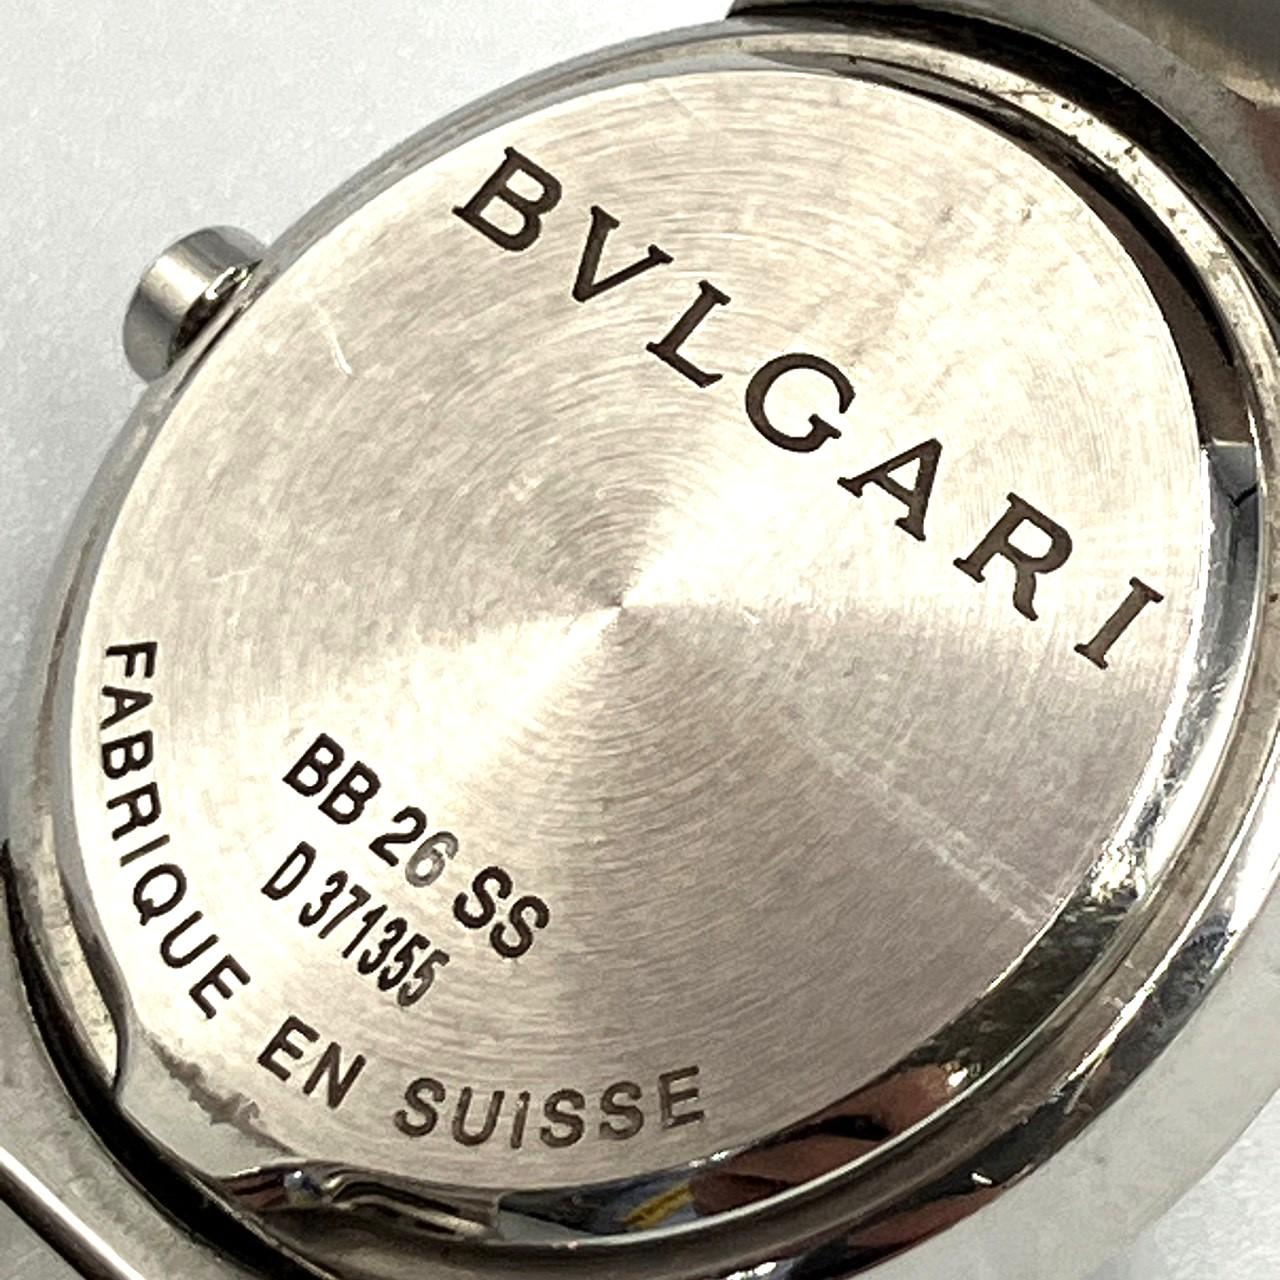 BVLGARI
BB 26 SS
D 371355
FABRIQUE EN SUISSE